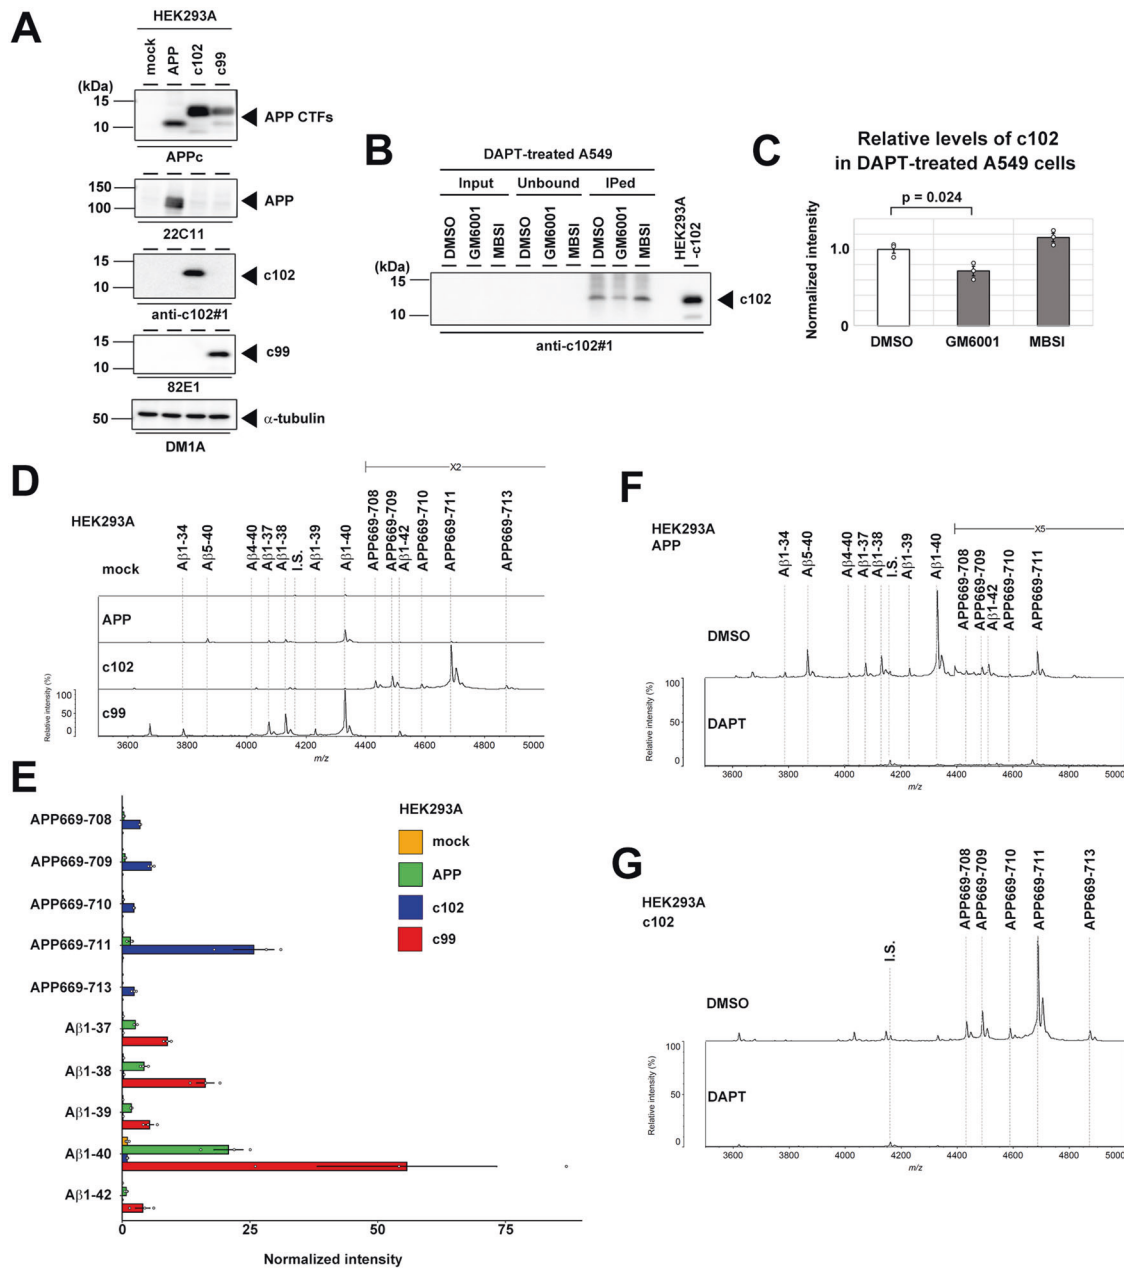 A
HEK293A
mock
APP
c102
c99
(kDa)
15
10
APP CTFs
APPc
150
100
APP
22C11
15
10
c102
anti-c102#1
15
10
c99
82E1
50
α-tubulin
DM1A
B
DAPT-treated A549
Input
Unbound
IPed
DMSO
GM6001
MBSI
DMSO
GM6001
MBSI
DMSO
GM6001
MBSI
HEK293A
-c102
(kDa)
15
10
c102
anti-c102#1
C
Relative levels of c102
in DAPT-treated A549 cells
p = 0.024
Normalized intensity
1.0
0
DMSO
GM6001
MBSI
D
X2
HEK293A
Aβ1-34
Aβ5-40
Aβ4-40
Aβ1-37
Aβ1-38
I.S.
Aβ1-39
Aβ1-40
APP669-708
APP669-709
Aβ1-42
APP669-710
APP669-711
APP669-713
mock
APP
c102
c99
Relative intensity (%)
100
50
0
3600
3800
4000
4200
4400
4600
4800
5000
m/z
E
APP669-708
APP669-709
APP669-710
APP669-711
APP669-713
Aβ1-37
Aβ1-38
Aβ1-39
Aβ1-40
Aβ1-42
HEK293A
mock
APP
c102
c99
0
25
50
75
Normalized intensity
F
HEK293A
APP
X5
Aβ1-34
Aβ5-40
Aβ4-40
Aβ1-37
Aβ1-38
I.S.
Aβ1-39
Aβ1-40
APP669-708
APP669-709
Aβ1-42
APP669-710
APP669-711
DMSO
DAPT
Relative intensity (%)
100
50
0
3600
3800
4000
4200
4400
4600
4800
5000
m/z
G
HEK293A
c102
I.S.
APP669-708
APP669-709
APP669-710
APP669-711
APP669-713
DMSO
DAPT
Relative intensity (%)
100
50
0
3600
3800
4000
4200
4400
4600
4800
5000
m/z